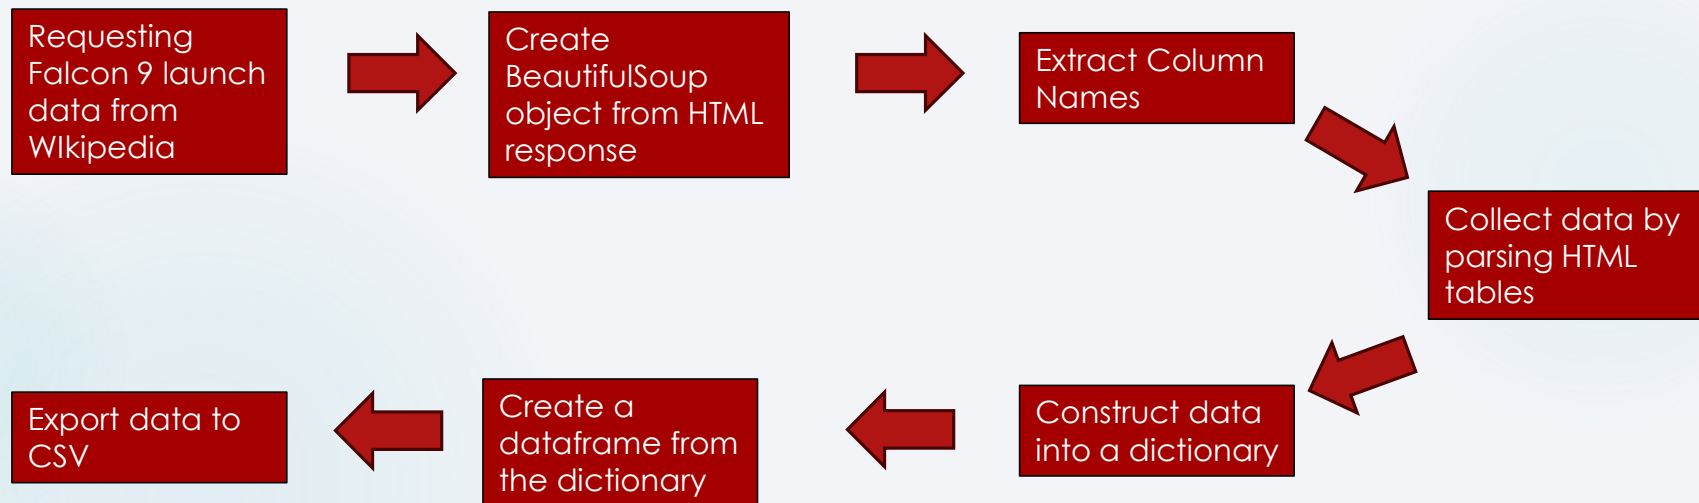 Requesting
Falcon 9 launch
data from
WIkipedia
Create
BeautifulSoup
object from HTML
response
Extract Column
Names
Collect data by
parsing HTML
tables
Construct data
into a dictionary
Create a
dataframe from
the dictionary
Export data to
CSV